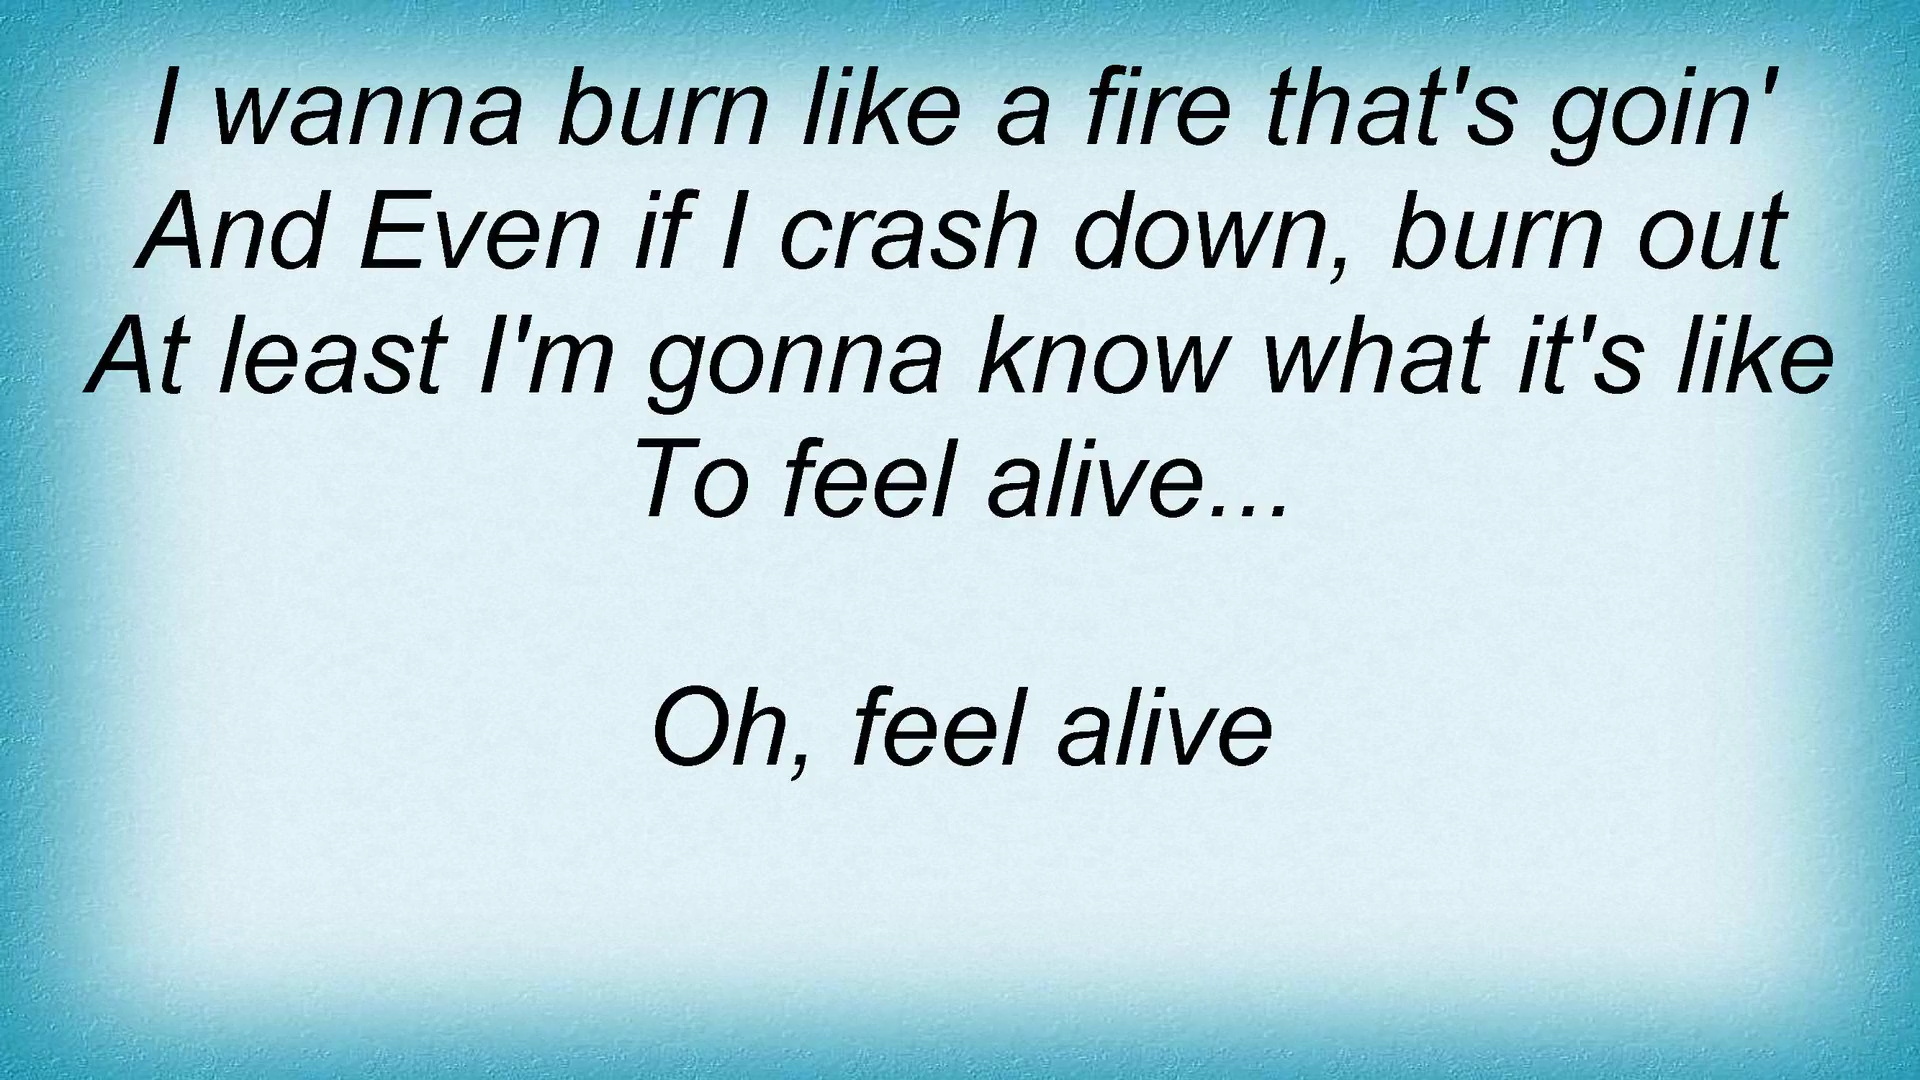 I wanna burn like a fire that's goin'
And Even if I crash down, burn out
At least I'm gonna know what it's like
To feel alive...
Oh, feel alive